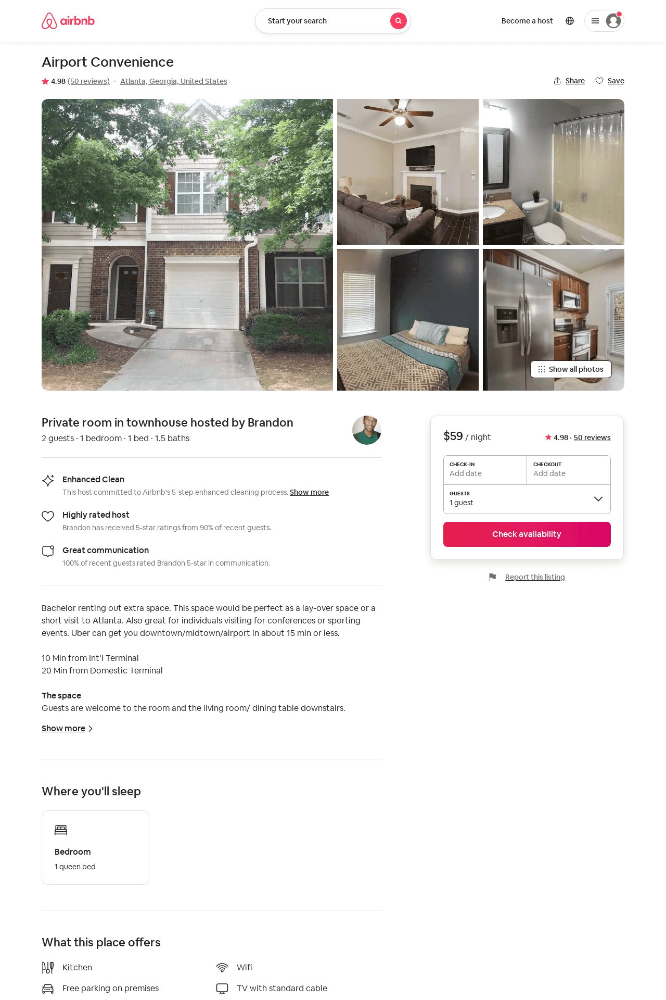 airbnb
Start your search
Become a host
Airport Convenience
4.98 (50 reviews) · Atlanta, Georgia, United States
Share
Save
ADT
Show all photos
Private room in townhouse hosted by Brandon
2 guests · 1 bedroom · 1 bed · 1.5 baths
Enhanced Clean
This host committed to Airbnb's 5-step enhanced cleaning process. Show more
Highly rated host
Brandon has received 5-star ratings from 90% of recent guests.
Great communication
100% of recent guests rated Brandon 5-star in communication.
$59 / night
4.98 · 50 reviews
CHECK-IN
Add date
CHECKOUT
Add date
GUESTS
1 guest
Check availability
Report this listing
Bachelor renting out extra space. This space would be perfect as a lay-over space or a
short visit to Atlanta. Also great for individuals visiting for conferences or sporting
events. Uber can get you downtown/midtown/airport in about 15 min or less.
10 Min from Int’l Terminal
20 Min from Domestic Terminal
The space
Guests are welcome to the room and the living room/ dining table downstairs.
Show more
Where you'll sleep
Bedroom
1 queen bed
What this place offers
Kitchen
Wifi
Free parking on premises
TV with standard cable